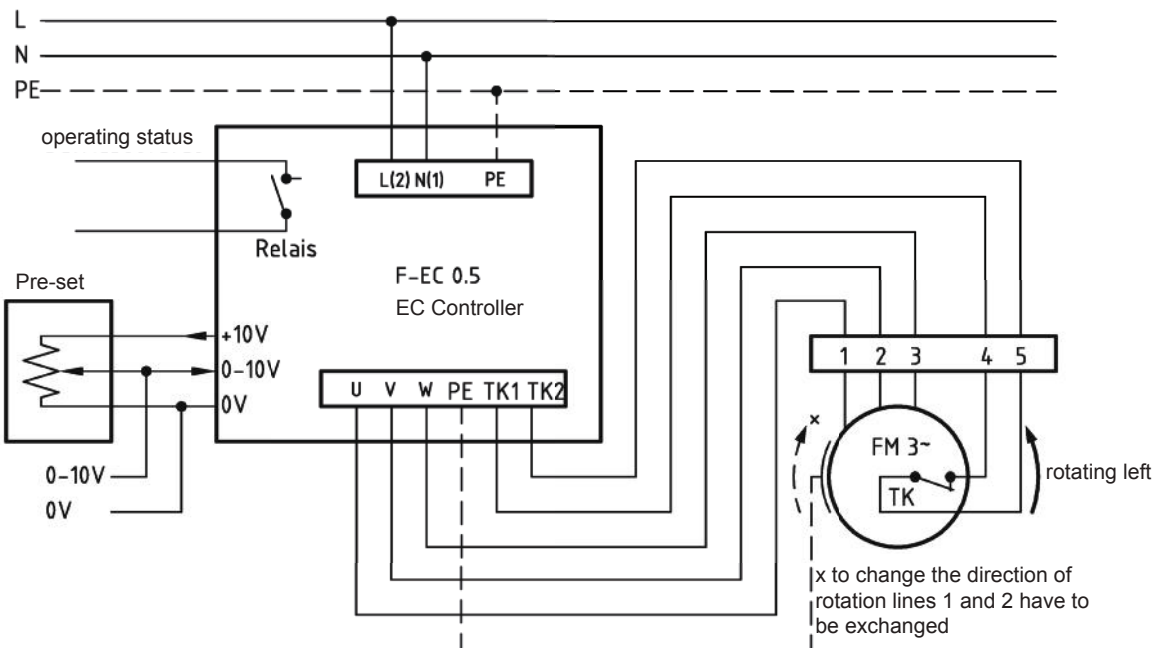 L
N
PE
operating status
L(2) N(1) PE
Relais
Pre-set
F-EC 0.5
EC Controller
+10V
0-10V
0V
U V W PE TK1 TK2
0-10V
0V
1 2 3 4 5
x
FM 3~
TK
rotating left
x to change the direction of
rotation lines 1 and 2 have to
be exchanged